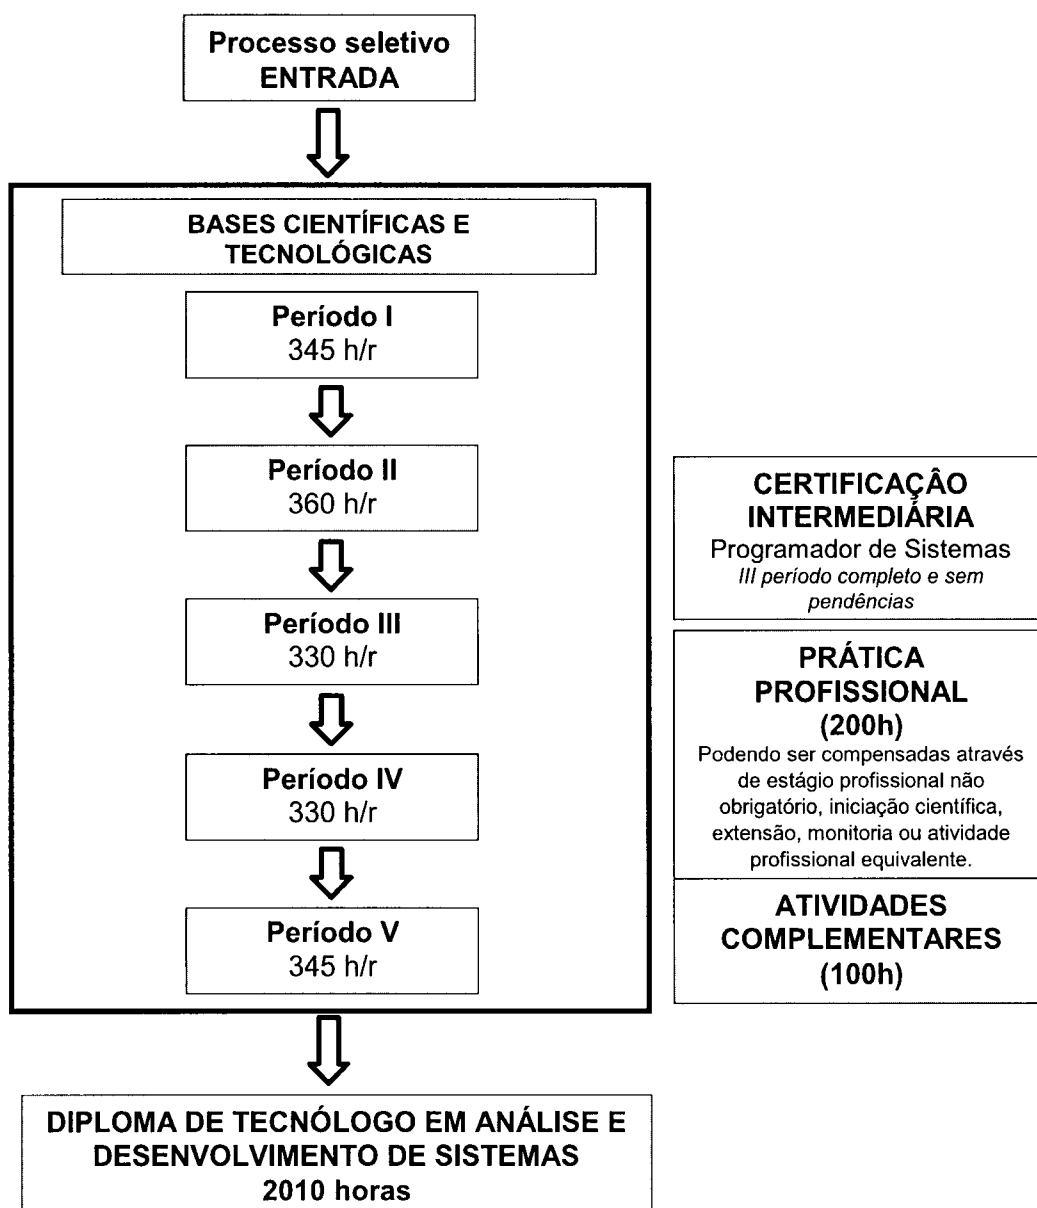 Processo seletivo
ENTRADA
BASES CIENTÍFICAS E
TECNOLÓGICAS
Período I
345 h/r
Período II
360 h/r
Período III
330 h/r
Período IV
330 h/r
Período V
345 h/r
CERTIFICAÇÂO
INTERMEDIÁRIA
Programador de Sistemas
III período completo e sem
pendências
PRÁTICA
PROFISSIONAL
(200h)
Podendo ser compensadas através
de estágio profissional não
obrigatório, iniciação científica,
extensão, monitoria ou atividade
profissional equivalente.
ATIVIDADES
COMPLEMENTARES
(100h)
DIPLOMA DE TECNÓLOGO EM ANÁLISE E
DESENVOLVIMENTO DE SISTEMAS
2010 horas